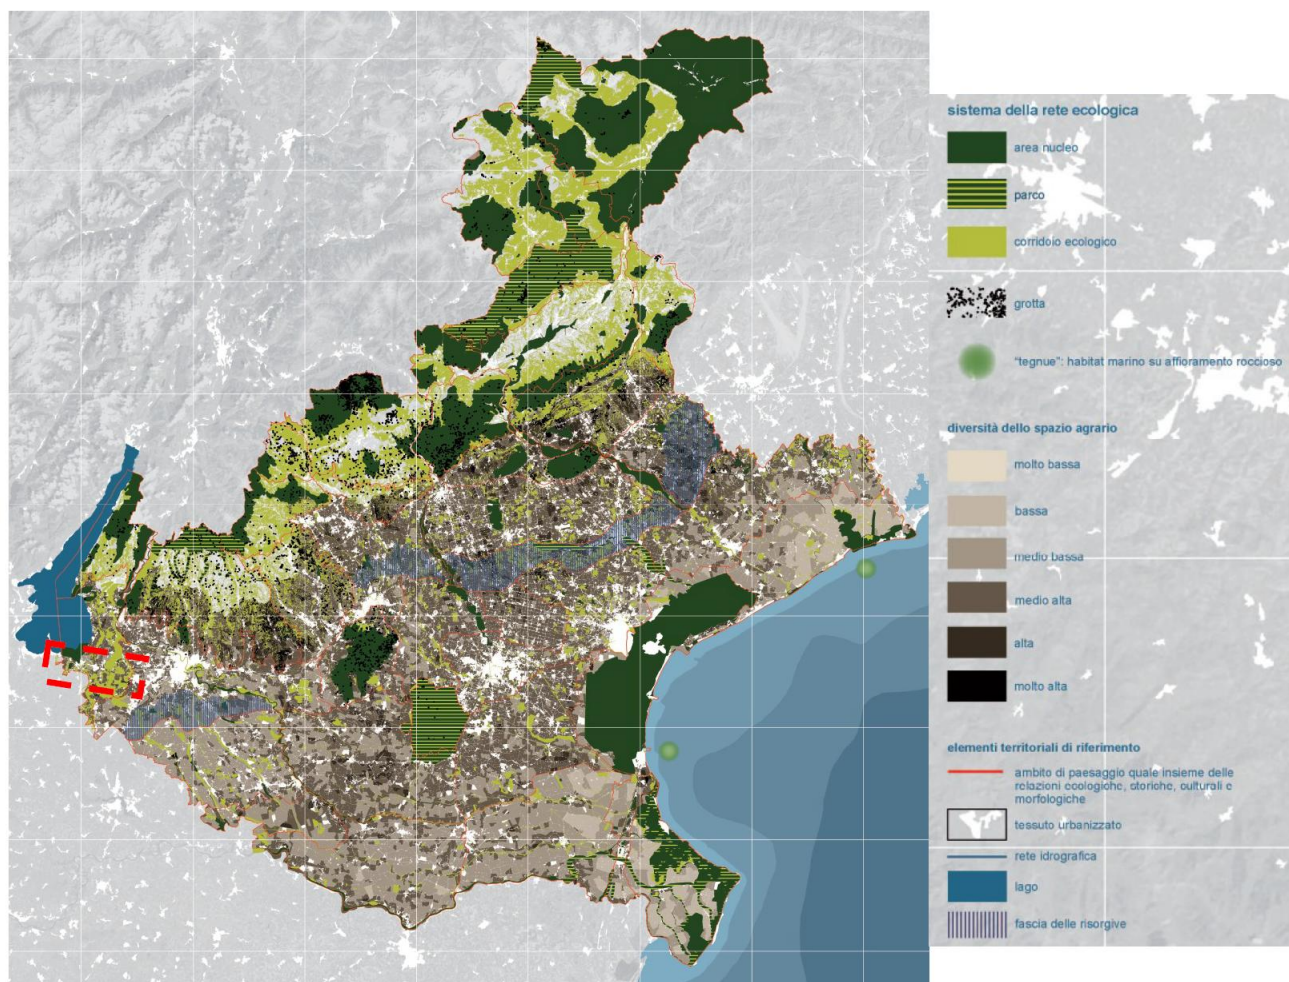 sistema della rete ecologica
area nucleo
parco
corridoio ecologico
grotta
"tegnue": habitat marino su affioramento roccioso
diversità dello spazio agrario
molto bassa
bassa
medio bassa
medio alta
alta
molto alta
elementi territoriali di riferimento
ambito di paesaggio quale insieme delle
relazioni ecologiche, storiche, culturali e
morfologiche
tessuto urbanizzato
rete idrografica
lago
fascia delle risorgive